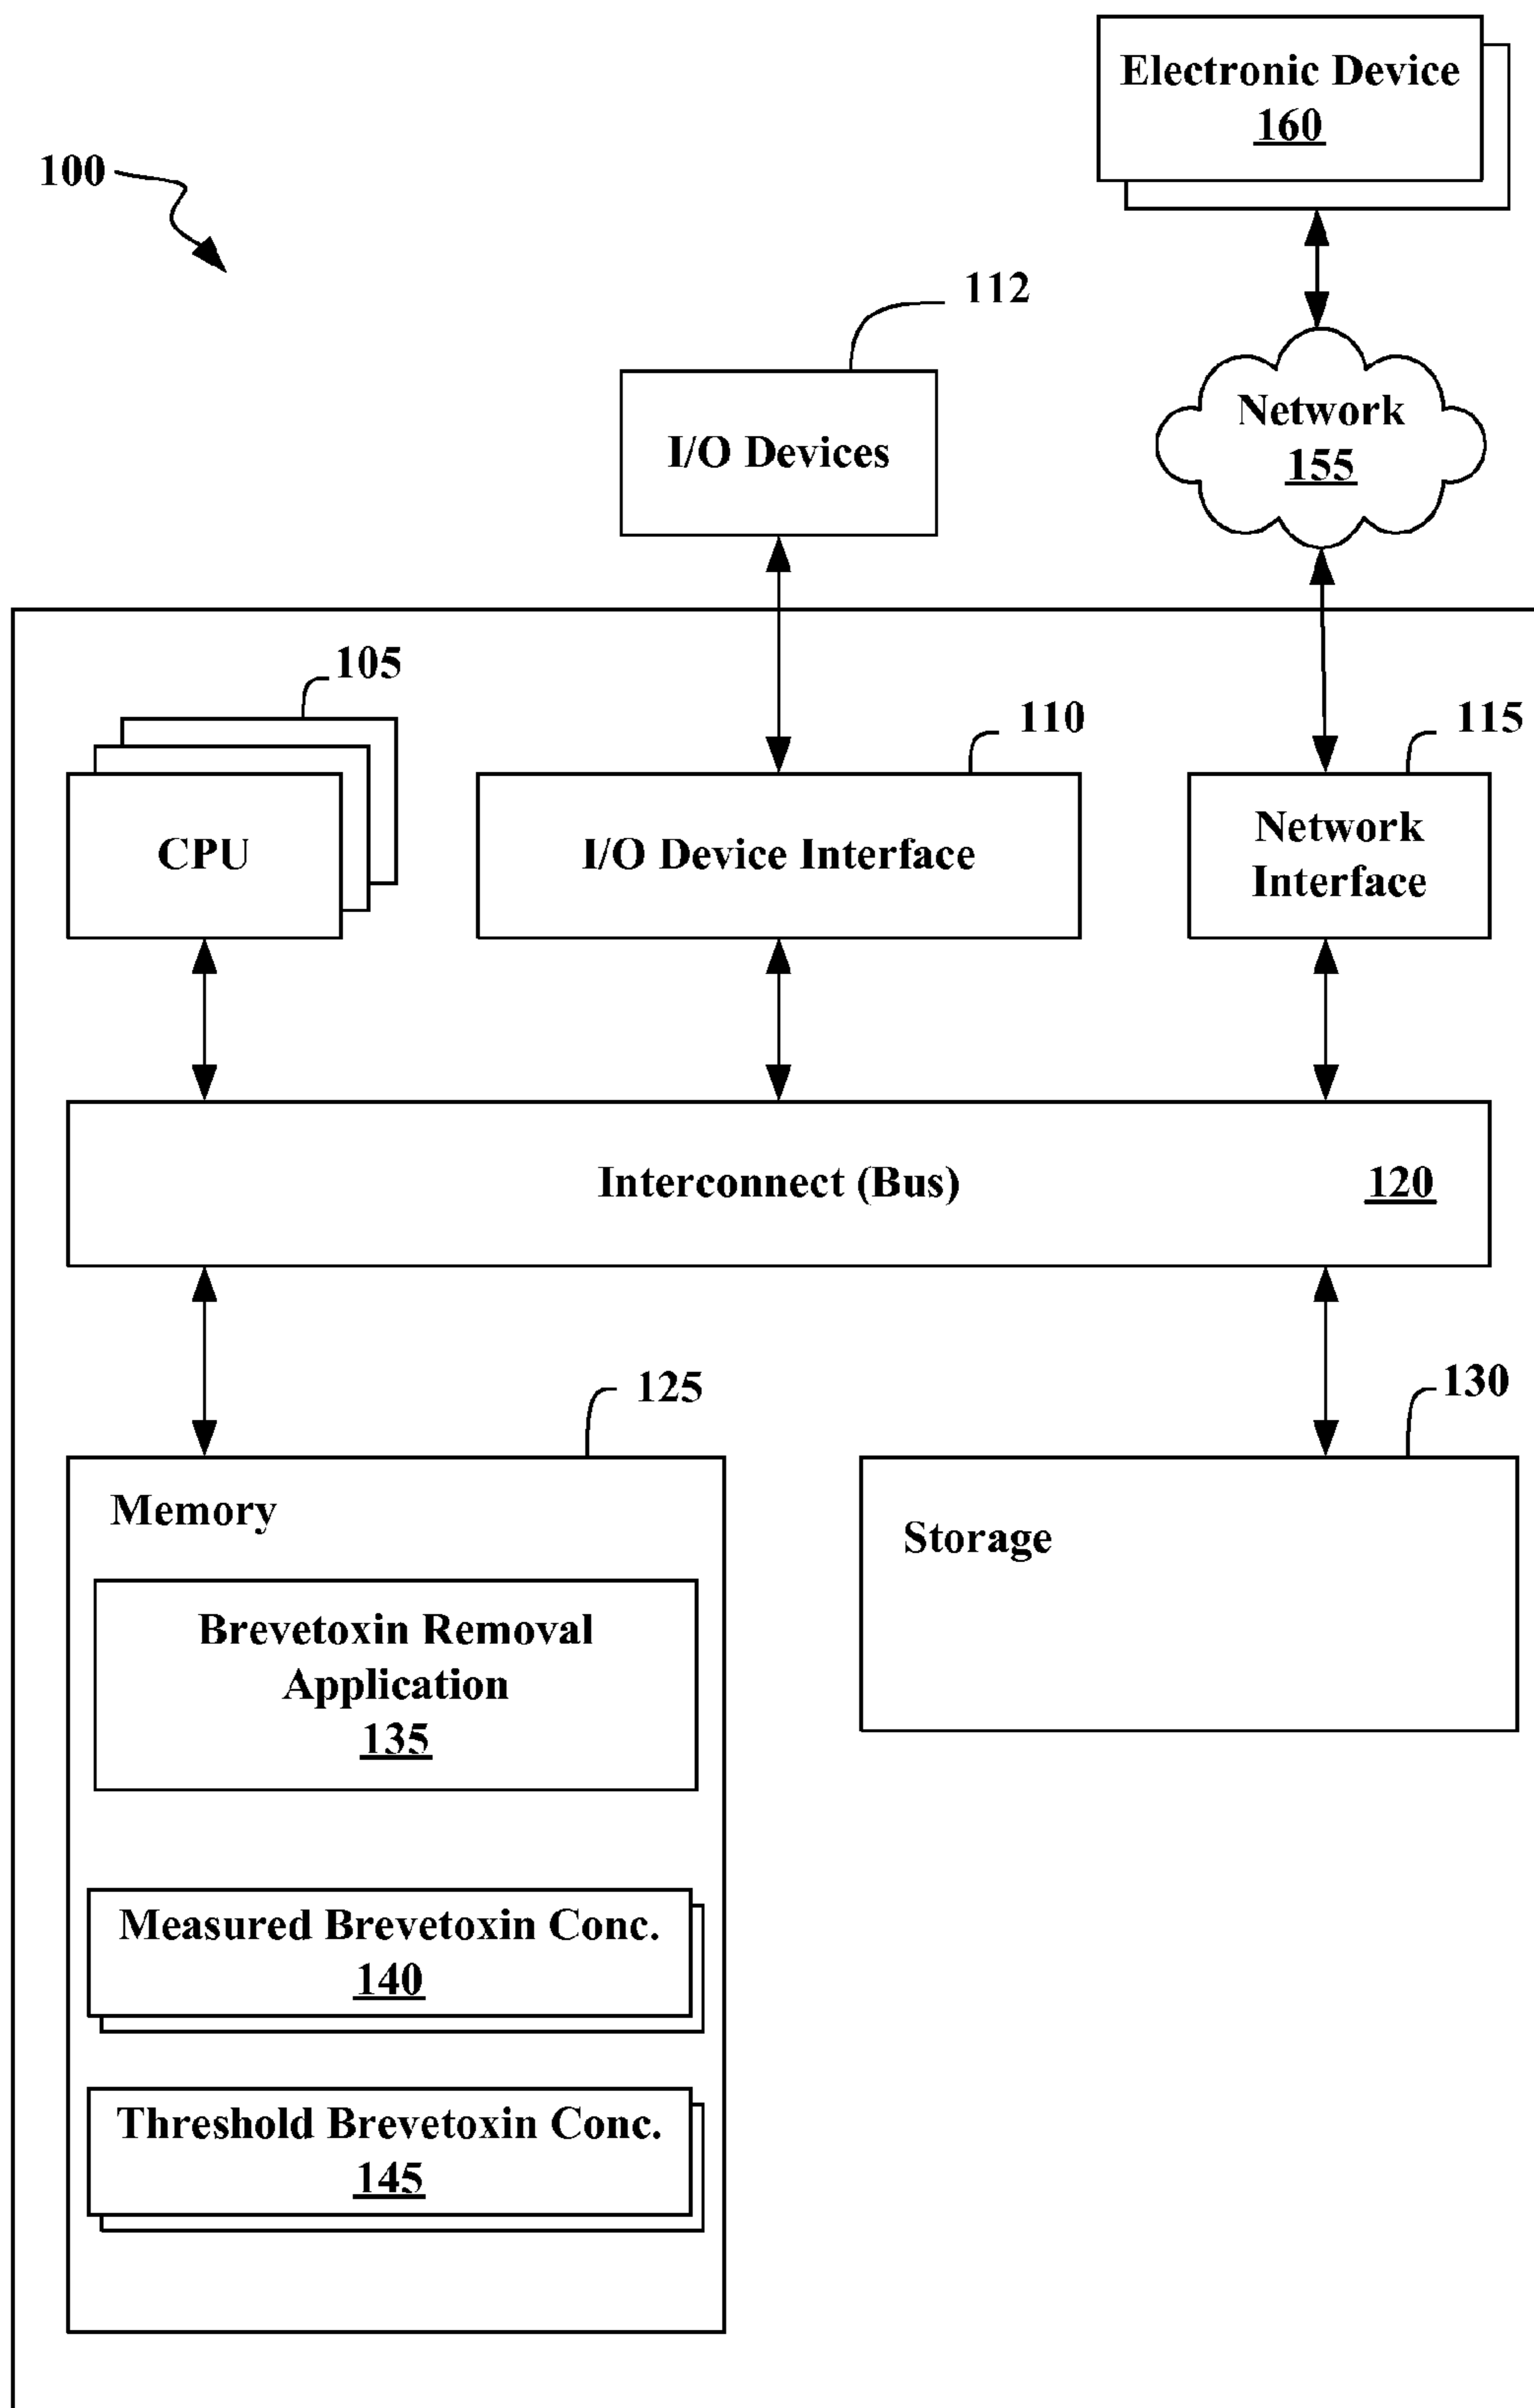 Electronic Device
160
100
112
I/O Devices
Network
155
105
110
115
CPU
I/O Device Interface
Network
Interface
Interconnect (Bus)
120
125
130
Memory
Storage
Brevetoxin Removal
Application
135
Measured Brevetoxin Conc.
140
Threshold Brevetoxin Conc.
145